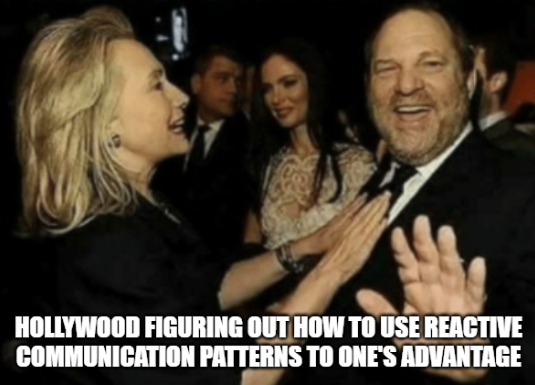 HOLLYWOOD FIGURING OUT HOW TO USE REACTIVE
COMMUNICATION PATTERNS TO ONE'S ADVANTAGE